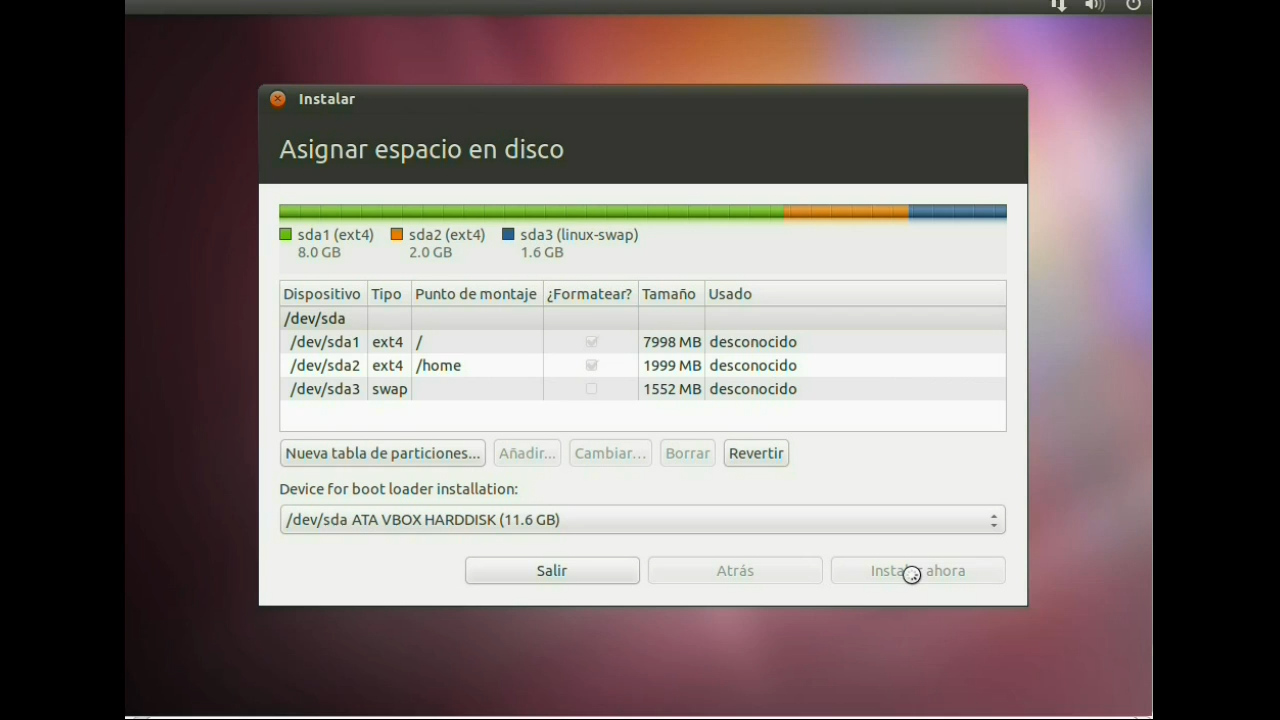 Instalar
Asignar espacio en disco
sda1 (ext4) sda2 (ext4) sda3 (linux-swap)
8.0 GB 2.0 GB 1.6 GB
Dispositivo Tipo Punto de montaje ¿Formatear? Tamaño Usado
/dev/sda
/dev/sda1 ext4 / 7998 MB desconocido
/dev/sda2 ext4 /home 1999 MB desconocido
/dev/sda3 swap 1552 MB desconocido
Nueva tabla de particiones... Añadir... Cambiar... Borrar Revertir
Device for boot loader installation:
/dev/sda ATA VBOX HARDDISK (11.6 GB)
Salir Atrás Instalar ahora